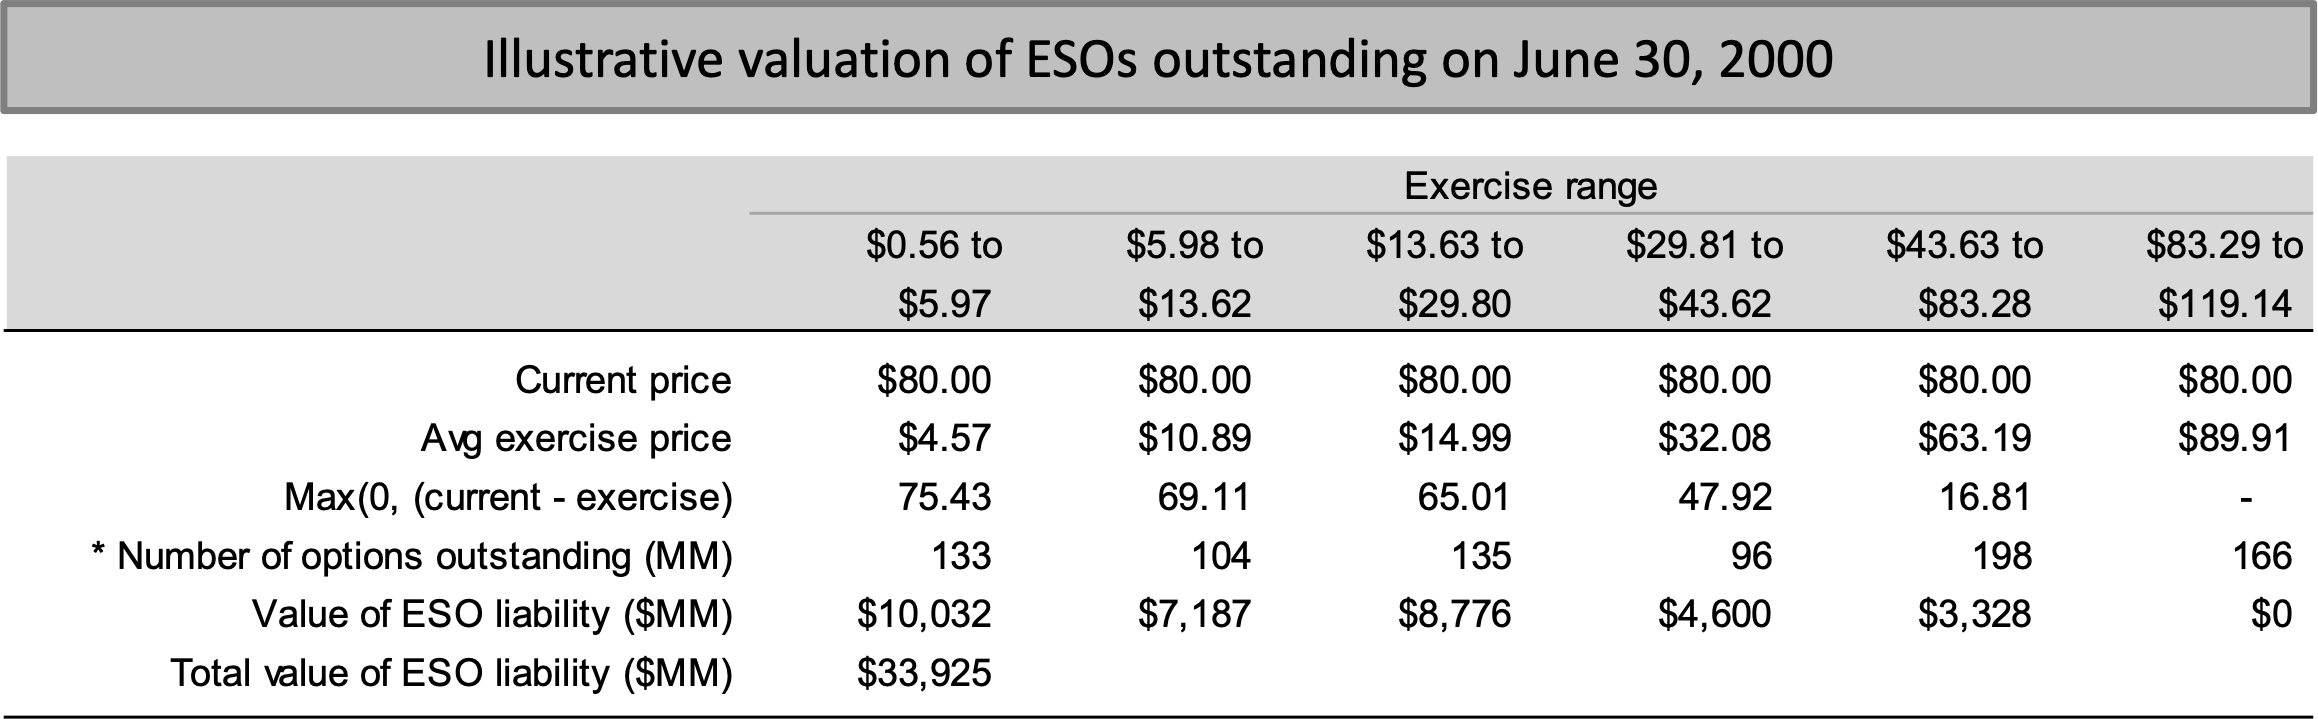 Illustrative valuation of ESOs outstanding on June 30, 2000
Exercise range
$0.56 to $5.98 to $13.63 to $29.81 to $43.63 to $83.29 to
$5.97 $13.62 $29.80 $43.62 $83.28 $119.14
Current price $80.00 $80.00 $80.00 $80.00 $80.00 $80.00
Avg exercise price $4.57 $10.89 $14.99 $32.08 $63.19 $89.91
Max(0, (current - exercise) 75.43 69.11 65.01 47.92 16.81 -
* Number of options outstanding (MM) 133 104 135 96 198 166
Value of ESO liability ($MM) $10,032 $7,187 $8,776 $4,600 $3,328 $0
Total value of ESO liability ($MM) $33,925